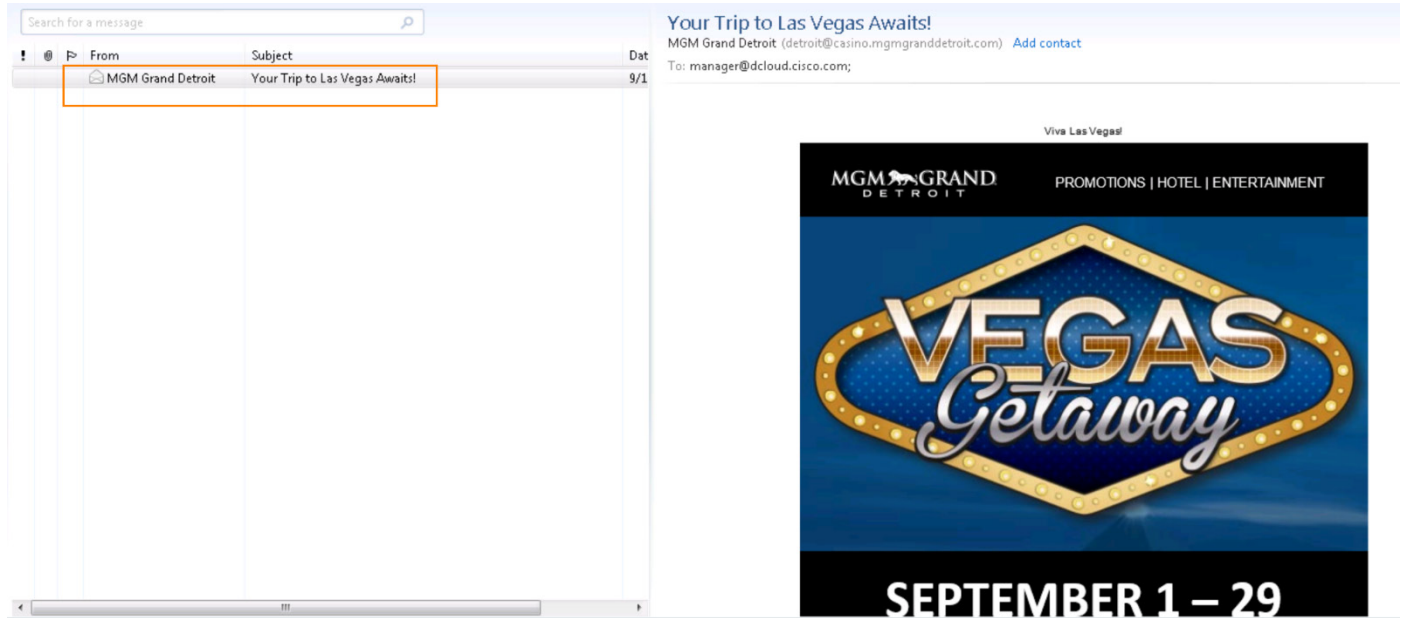 Search for a message
! From Subject Dat
MGM Grand Detroit Your Trip to Las Vegas Awaits! 9/1
Your Trip to Las Vegas Awaits!
MGM Grand Detroit (detroit@casino.mgmgranddetroit.com) Add contact
To: manager@dcloud.cisco.com;
Viva Las Vegas!
MGM GRAND
DETROIT
PROMOTIONS | HOTEL | ENTERTAINMENT
VEGAS
Getaway
SEPTEMBER 1 – 29